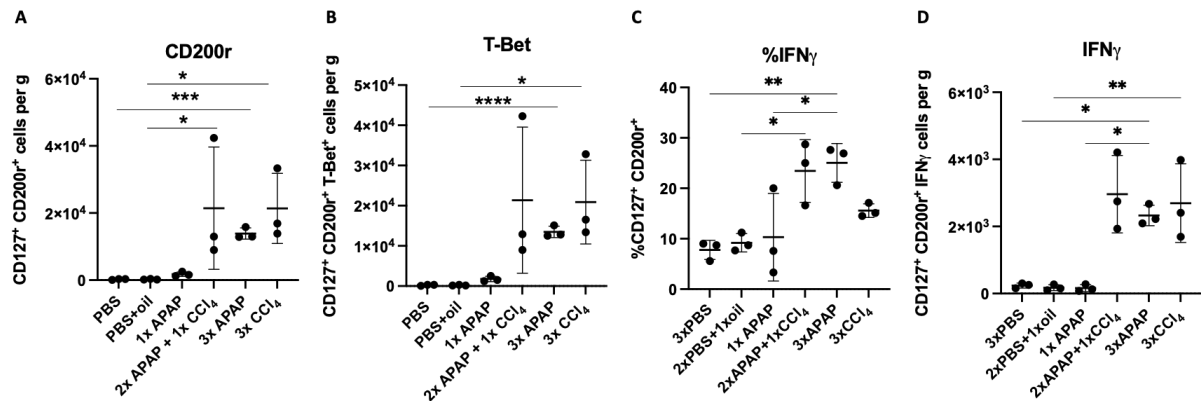 A
CD200r
CD127⁺ CD200r⁺ cells per g
6×10⁴
4×10⁴
2×10⁴
0
*
***
*
PBS
PBS+oil
1x APAP
2x APAP + 1x CCl₄
3x APAP
3x CCl₄
B
T-Bet
CD127⁺ CD200r⁺ T-Bet⁺ cells per g
5×10⁴
4×10⁴
3×10⁴
2×10⁴
1×10⁴
0
*
****
PBS
PBS+oil
1x APAP
2x APAP + 1x CCl₄
3x APAP
3x CCl₄
C
%IFNγ
%CD127⁺ CD200r⁺
40
30
20
10
0
**
*
*
3xPBS
2xPBS+1xoil
1x APAP
2xAPAP+1xCCl₄
3xAPAP
3xCCl₄
D
IFNγ
CD127⁺ CD200r⁺ IFNγ cells per g
6×10³
4×10³
2×10³
0
**
*
*
3xPBS
2xPBS+1xoil
1x APAP
2xAPAP+1xCCl₄
3xAPAP
3xCCl₄